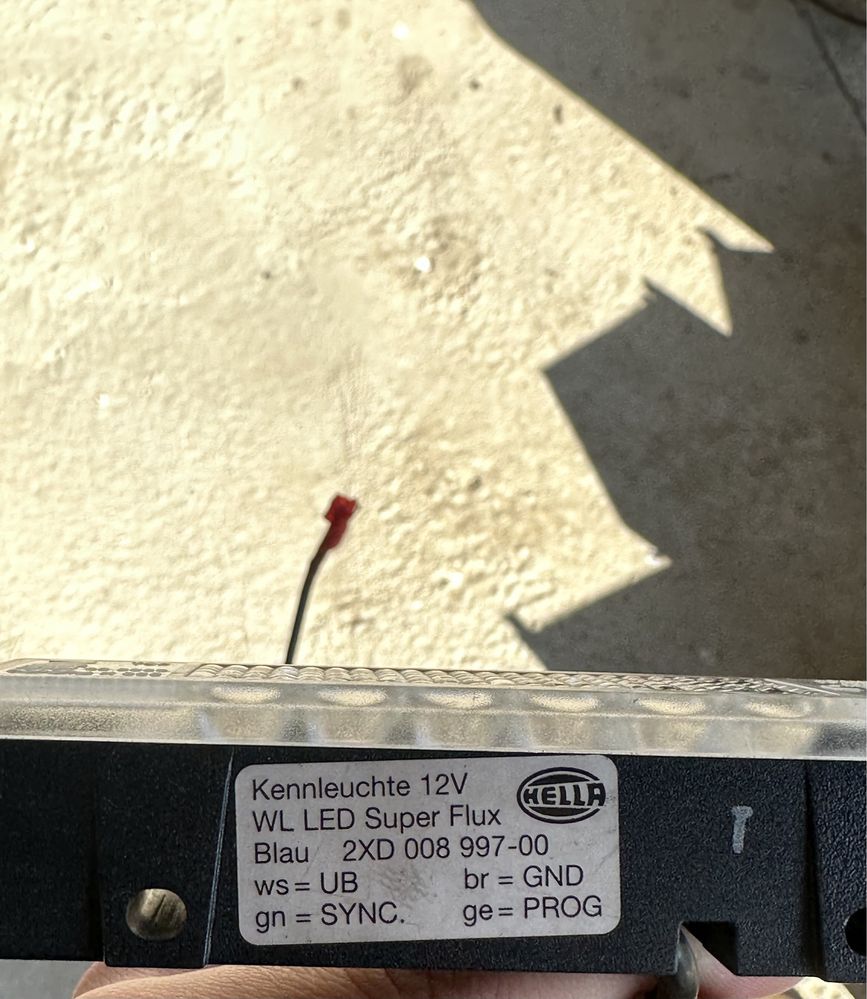 Kennleuchte 12V
HELLA
WL LED Super Flux
Blau 2XD 008 997-00
ws = UB br = GND
gn = SYNC. ge = PROG